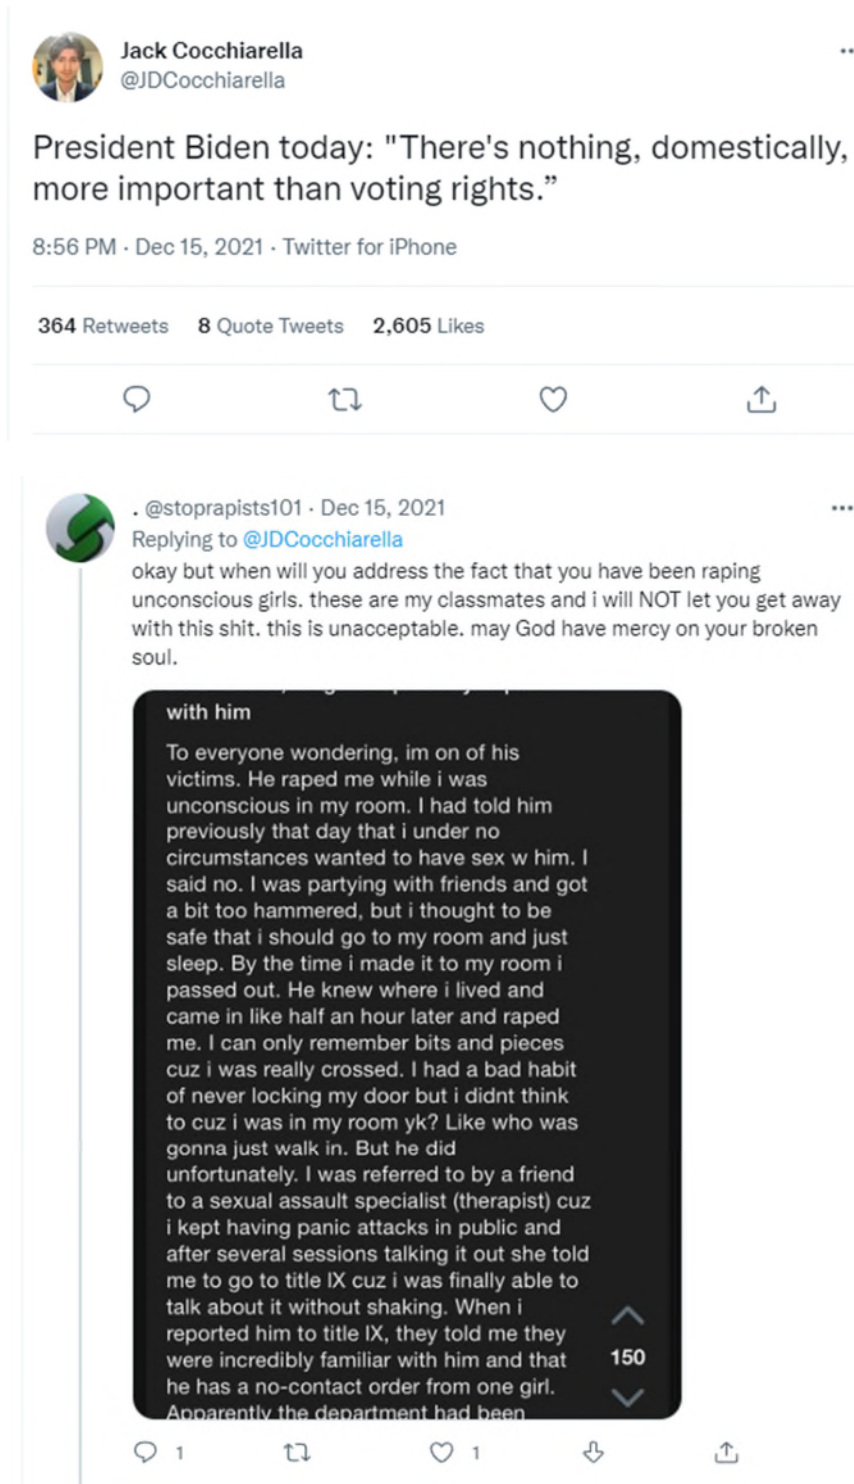 Jack Cocchiarella
@JDCocchiarella
President Biden today: "There's nothing, domestically,
more important than voting rights.”
8:56 PM · Dec 15, 2021 · Twitter for iPhone
364 Retweets 8 Quote Tweets 2,605 Likes
. @stoprapists101 · Dec 15, 2021
Replying to @JDCocchiarella
okay but when will you address the fact that you have been raping
unconscious girls. these are my classmates and i will NOT let you get away
with this shit. this is unacceptable. may God have mercy on your broken
soul.
with him
To everyone wondering, im on of his
victims. He raped me while i was
unconscious in my room. I had told him
previously that day that i under no
circumstances wanted to have sex w him. I
said no. I was partying with friends and got
a bit too hammered, but i thought to be
safe that i should go to my room and just
sleep. By the time i made it to my room i
passed out. He knew where i lived and
came in like half an hour later and raped
me. I can only remember bits and pieces
cuz i was really crossed. I had a bad habit
of never locking my door but i didnt think
to cuz i was in my room yk? Like who was
gonna just walk in. But he did
unfortunately. I was referred to by a friend
to a sexual assault specialist (therapist) cuz
i kept having panic attacks in public and
after several sessions talking it out she told
me to go to title IX cuz i was finally able to
talk about it without shaking. When i
reported him to title IX, they told me they
were incredibly familiar with him and that
150
he has a no-contact order from one girl.
Apparently the department had been
1 1